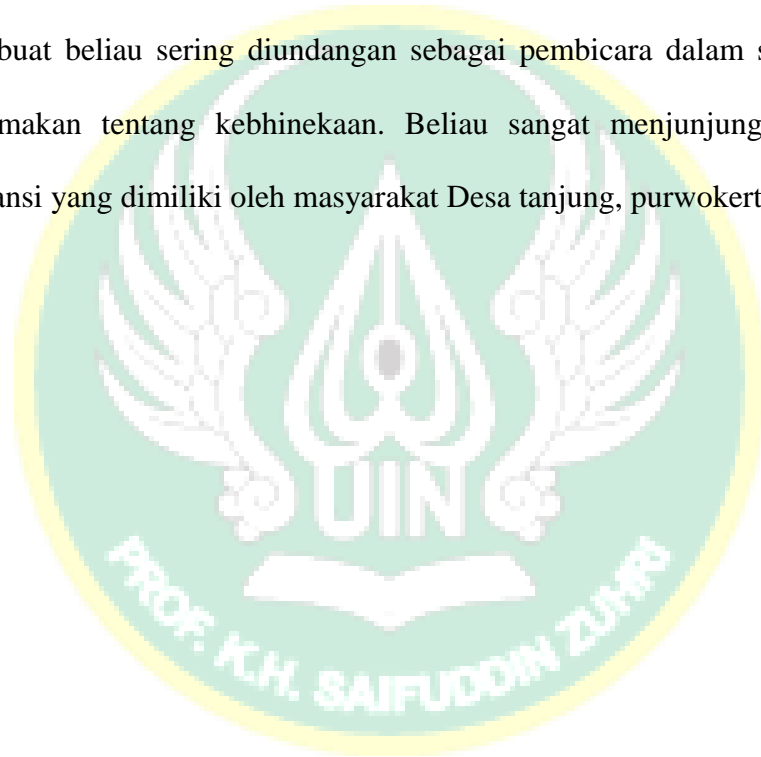 buat beliau sering diundangan sebagai pembicara dalam s
makan tentang kebhinekaan. Beliau sangat menjunjung
ansi yang dimiliki oleh masyarakat Desa tanjung, purwokert
UIN
PROF. K.H. SAIFUDDIN ZUHRI